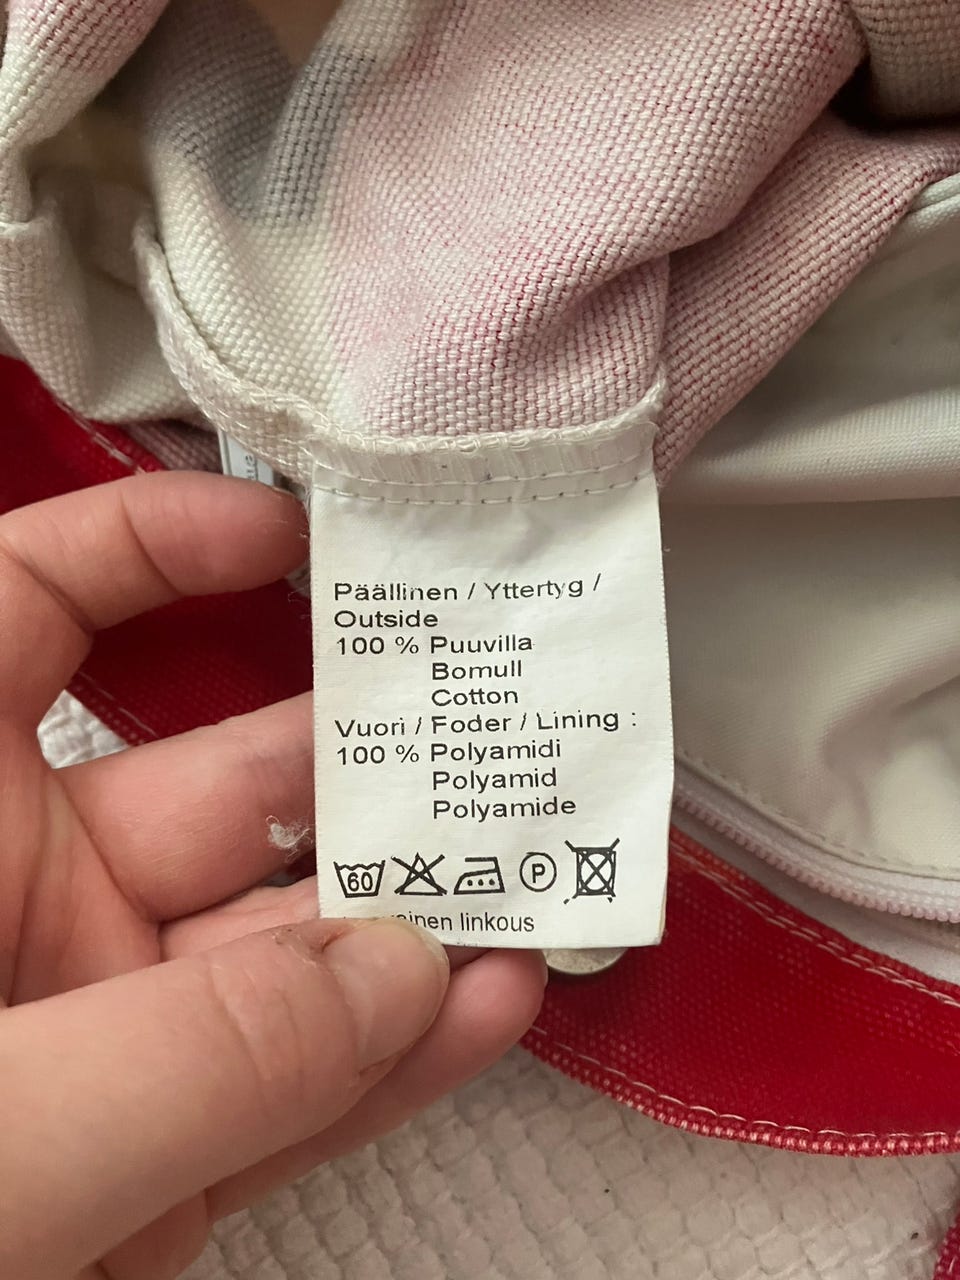 Päällinen / Yttertyg /
Outside
100 % Puuvilla
Bomull
Cotton
Vuori / Foder / Lining :
100 % Polyamidi
Polyamid
Polyamide
60 P
linkous